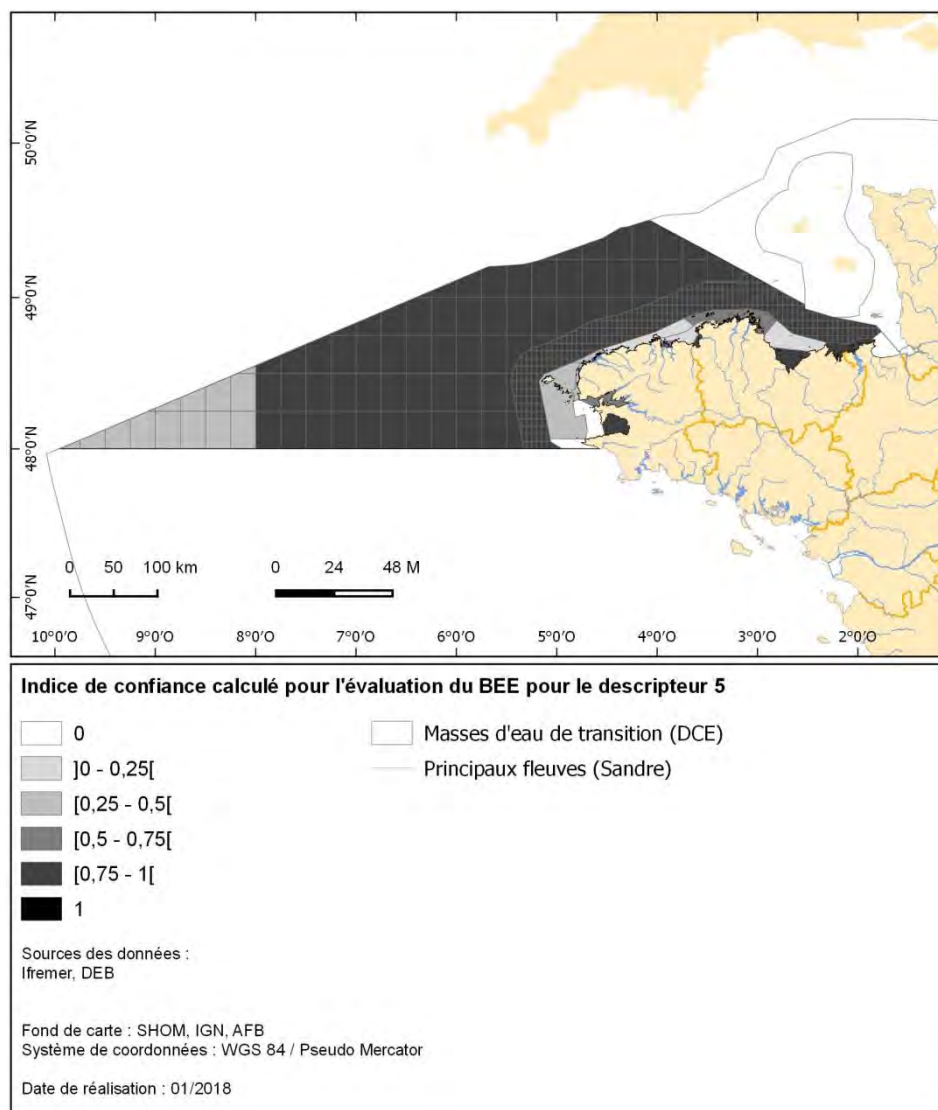 50°0'N
49°0'N
48°0'N
47°0'N
0 50 100 km
0 24 48 M
10°0'O 9°0'O 8°0'O 7°0'O 6°0'O 5°0'O 4°0'O 3°0'O 2°0'O
Indice de confiance calculé pour l'évaluation du BEE pour le descripteur 5
0
]0 - 0,25[
[0,25 - 0,5[
[0,5 - 0,75[
[0,75 - 1[
1
Masses d'eau de transition (DCE)
Principaux fleuves (Sandre)
Sources des données :
Ifremer, DEB
Fond de carte : SHOM, IGN, AFB
Système de coordonnées : WGS 84 / Pseudo Mercator
Date de réalisation : 01/2018